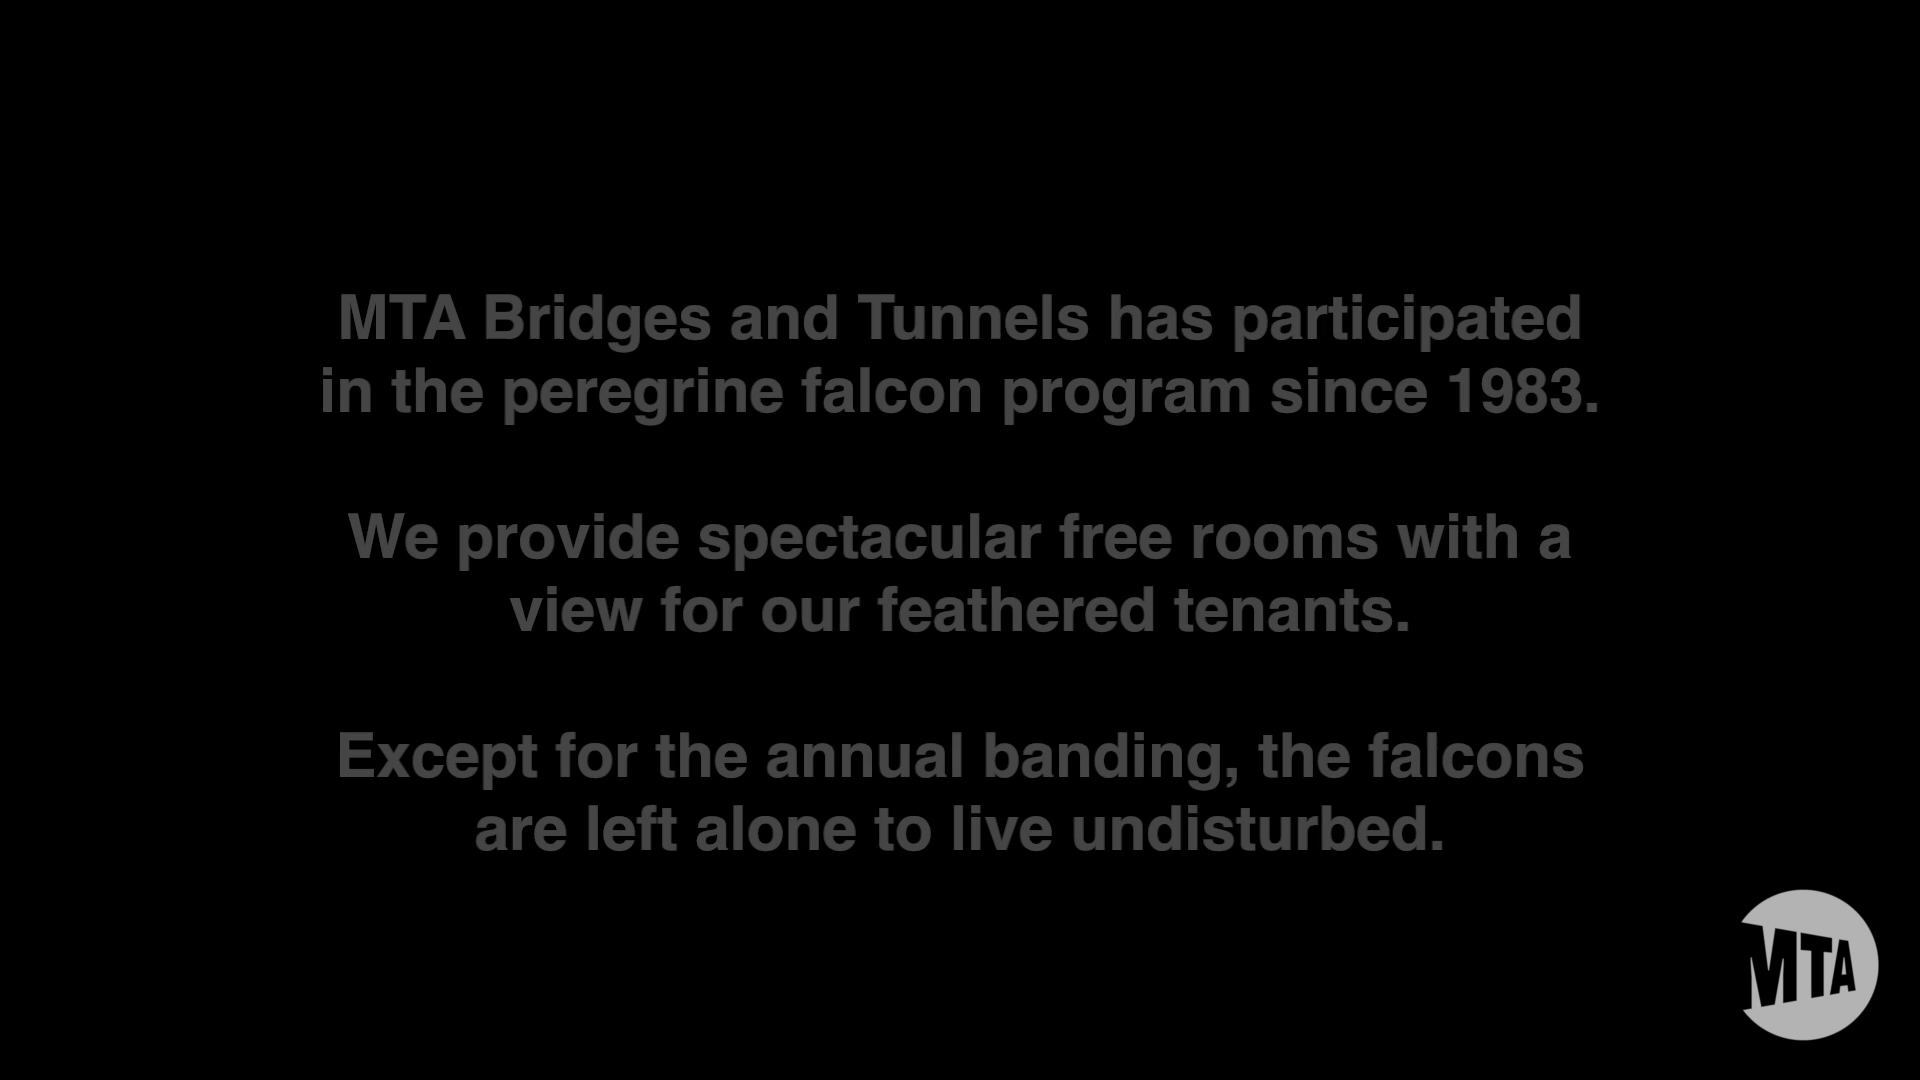 MTA Bridges and Tunnels has participated
in the peregrine falcon program since 1983.
We provide spectacular free rooms with a
view for our feathered tenants.
Except for the annual banding, the falcons
are left alone to live undisturbed.
MTA